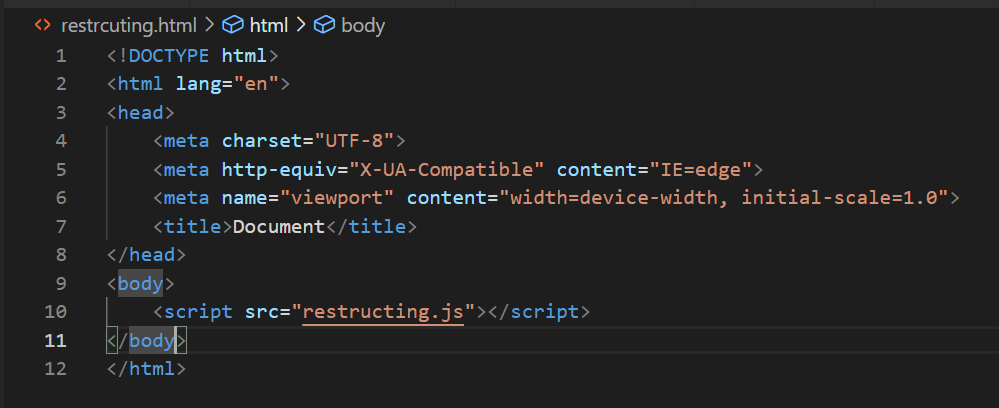 restrcuting.html > html > body
1 <!DOCTYPE html>
2 <html lang="en">
3 <head>
4     <meta charset="UTF-8">
5     <meta http-equiv="X-UA-Compatible" content="IE=edge">
6     <meta name="viewport" content="width=device-width, initial-scale=1.0">
7     <title>Document</title>
8 </head>
9 <body>
10     <script src="restructing.js"></script>
11 </body>
12 </html>